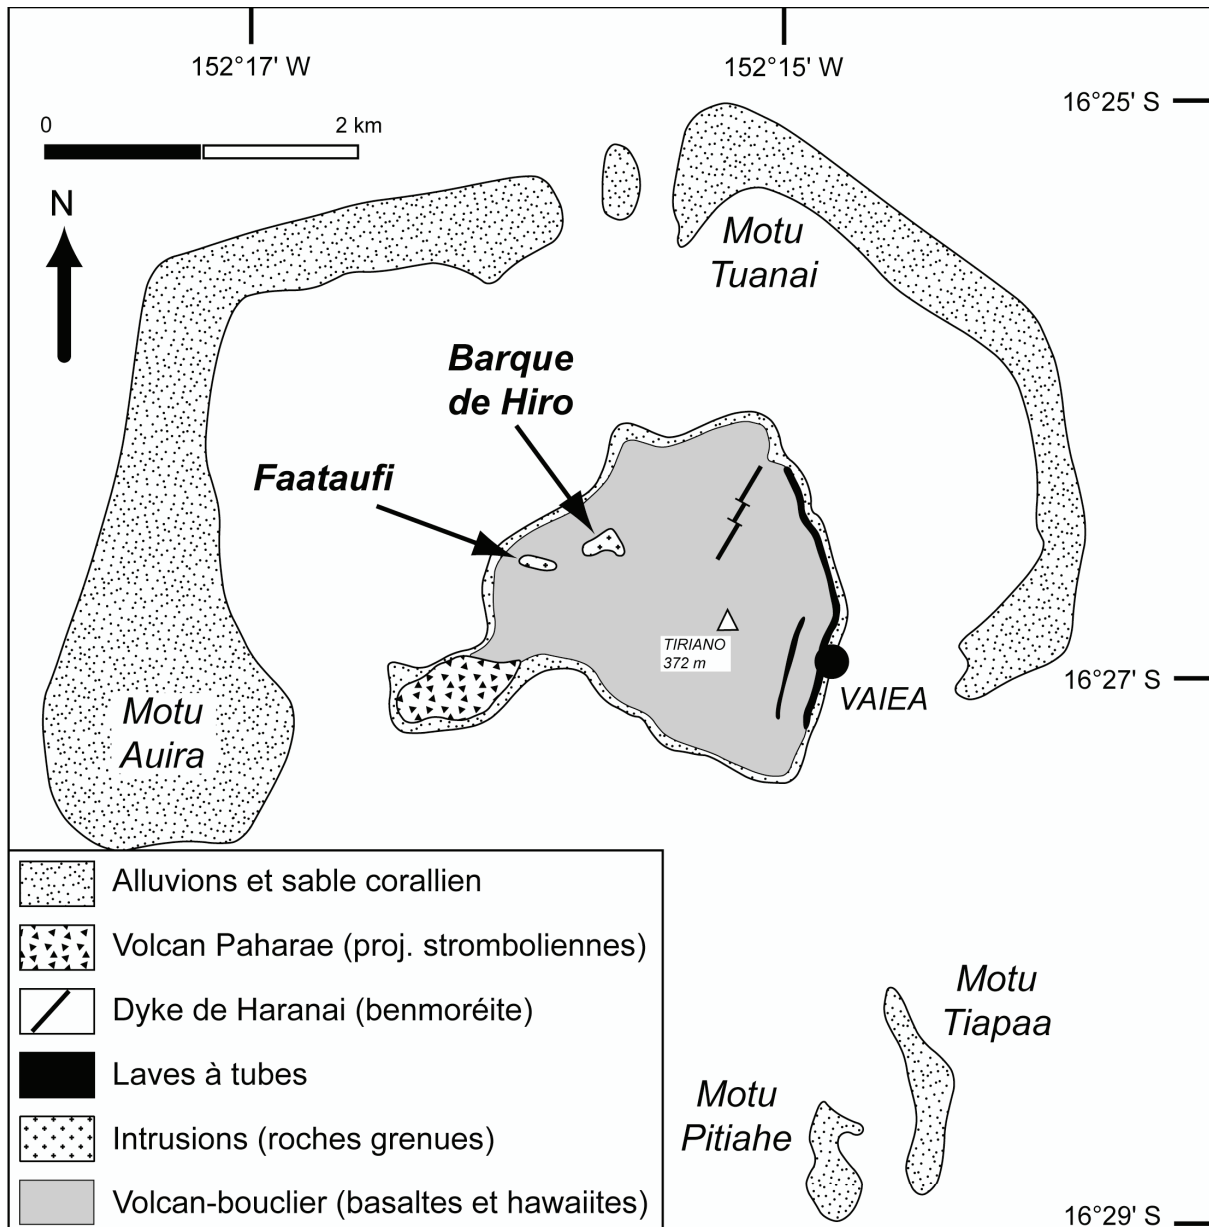 152°17' W
152°15' W
16°25' S
0
2 km
N
Motu
Tuanai
Barque
de Hiro
Faataufi
TIRIANO
372 m
16°27' S
VAIEA
Motu
Auira
Alluvions et sable corallien
Volcan Paharae (proj. stromboliennes)
Dyke de Haranai (benmoréite)
Laves à tubes
Intrusions (roches grenues)
Volcan-bouclier (basaltes et hawaiites)
Motu
Tiapaa
Motu
Pitiahe
16°29' S